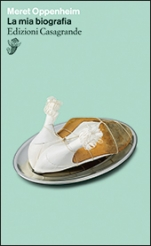 Meret Oppenheim
La mia biografia
Edizioni Casagrande